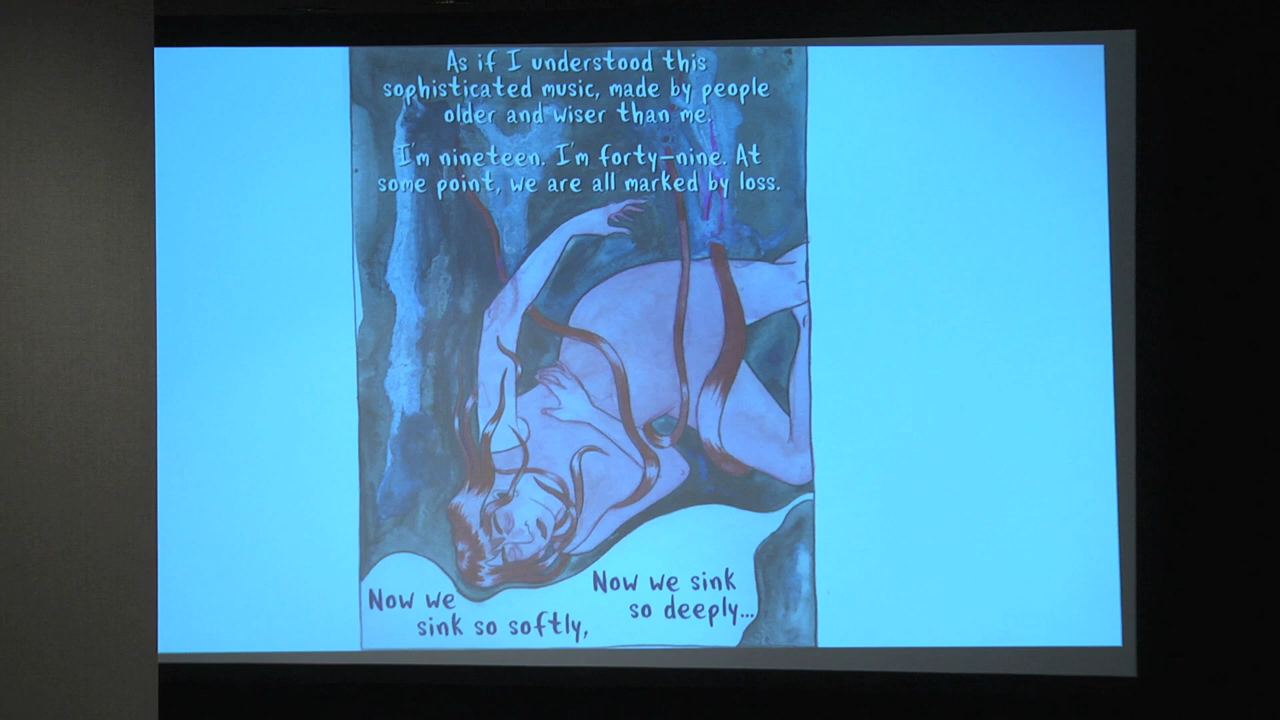 As if I understood this
sophisticated music, made by people
older and wiser than me.
I'm nineteen. I'm forty-nine. At
some point, we are all marked by loss.
Now we
sink so softly,
Now we sink
so deeply...